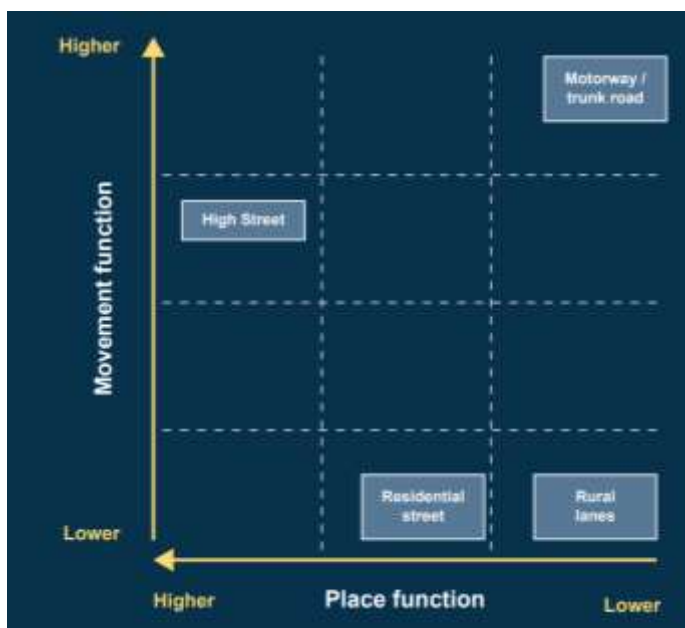 Higher
Motorway /
trunk road
High Street
Movement function
Residential
street
Rural
lanes
Lower
Higher
Place function
Lower